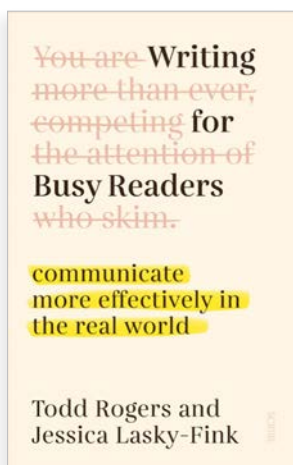 You are Writing
more than ever,
competing for
the attention of
Busy Readers
who skim.
communicate
more effectively in
the real world
Todd Rogers and
Jessica Lasky-Fink